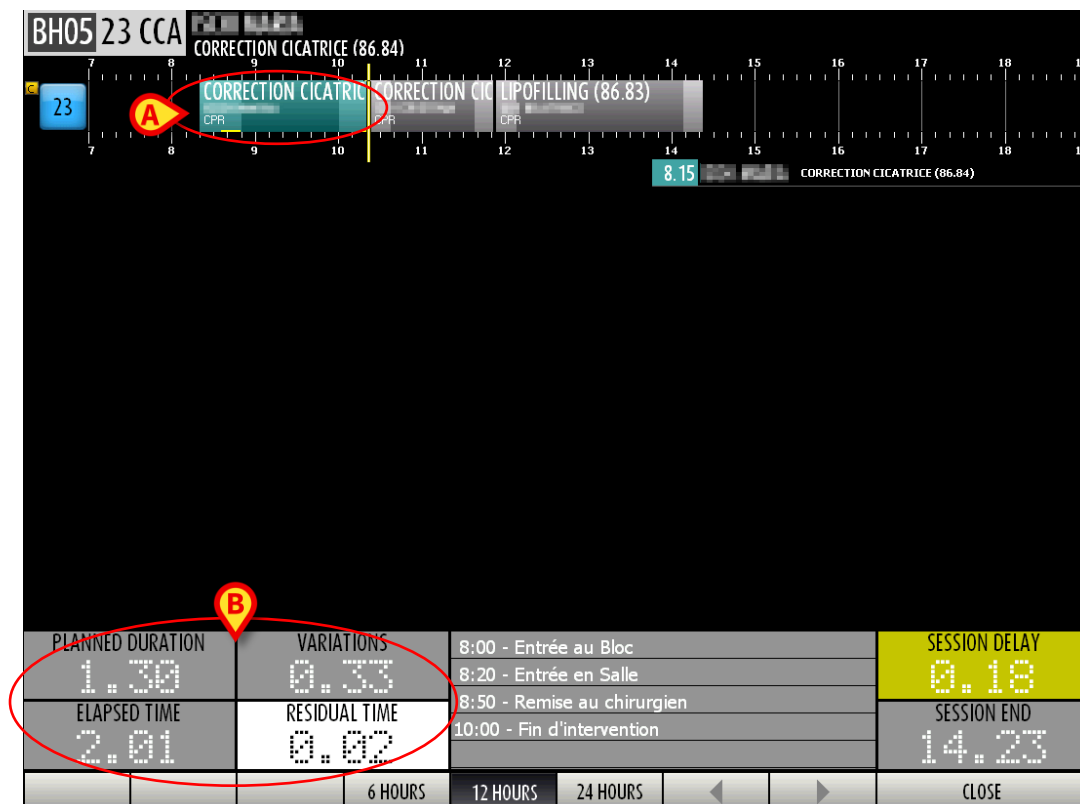 BH05 23 CCA
CORRECTION CICATRICE (86.84)
7 8 9 10 11 12 13 14 15 16 17 18 1
C
23
CORRECTION CICATRIC
CORRECTION CIC
LIPOFILLING (86.83)
A
CPR
CPR
CPR
7 8 9 10 11 12 13 14 15 16 17 18 1
8.15 CORRECTION CICATRICE (86.84)
B
PLANNED DURATION
1.30
VARIATIONS
0.33
ELAPSED TIME
2.01
RESIDUAL TIME
0.02
8:00 - Entrée au Bloc
8:20 - Entrée en Salle
8:50 - Remise au chirurgien
10:00 - Fin d'intervention
SESSION DELAY
0.18
SESSION END
14.23
6 HOURS 12 HOURS 24 HOURS CLOSE